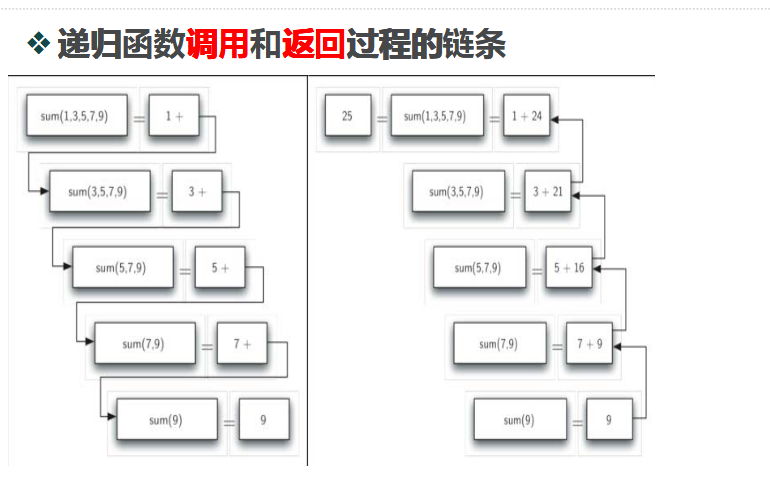 ❖ 递归函数调用和返回过程的链条
sum(1,3,5,7,9) = 1 +
sum(3,5,7,9) = 3 +
sum(5,7,9) = 5 +
sum(7,9) = 7 +
sum(9) = 9
25 = sum(1,3,5,7,9) = 1 + 24
sum(3,5,7,9) = 3 + 21
sum(5,7,9) = 5 + 16
sum(7,9) = 7 + 9
sum(9) = 9